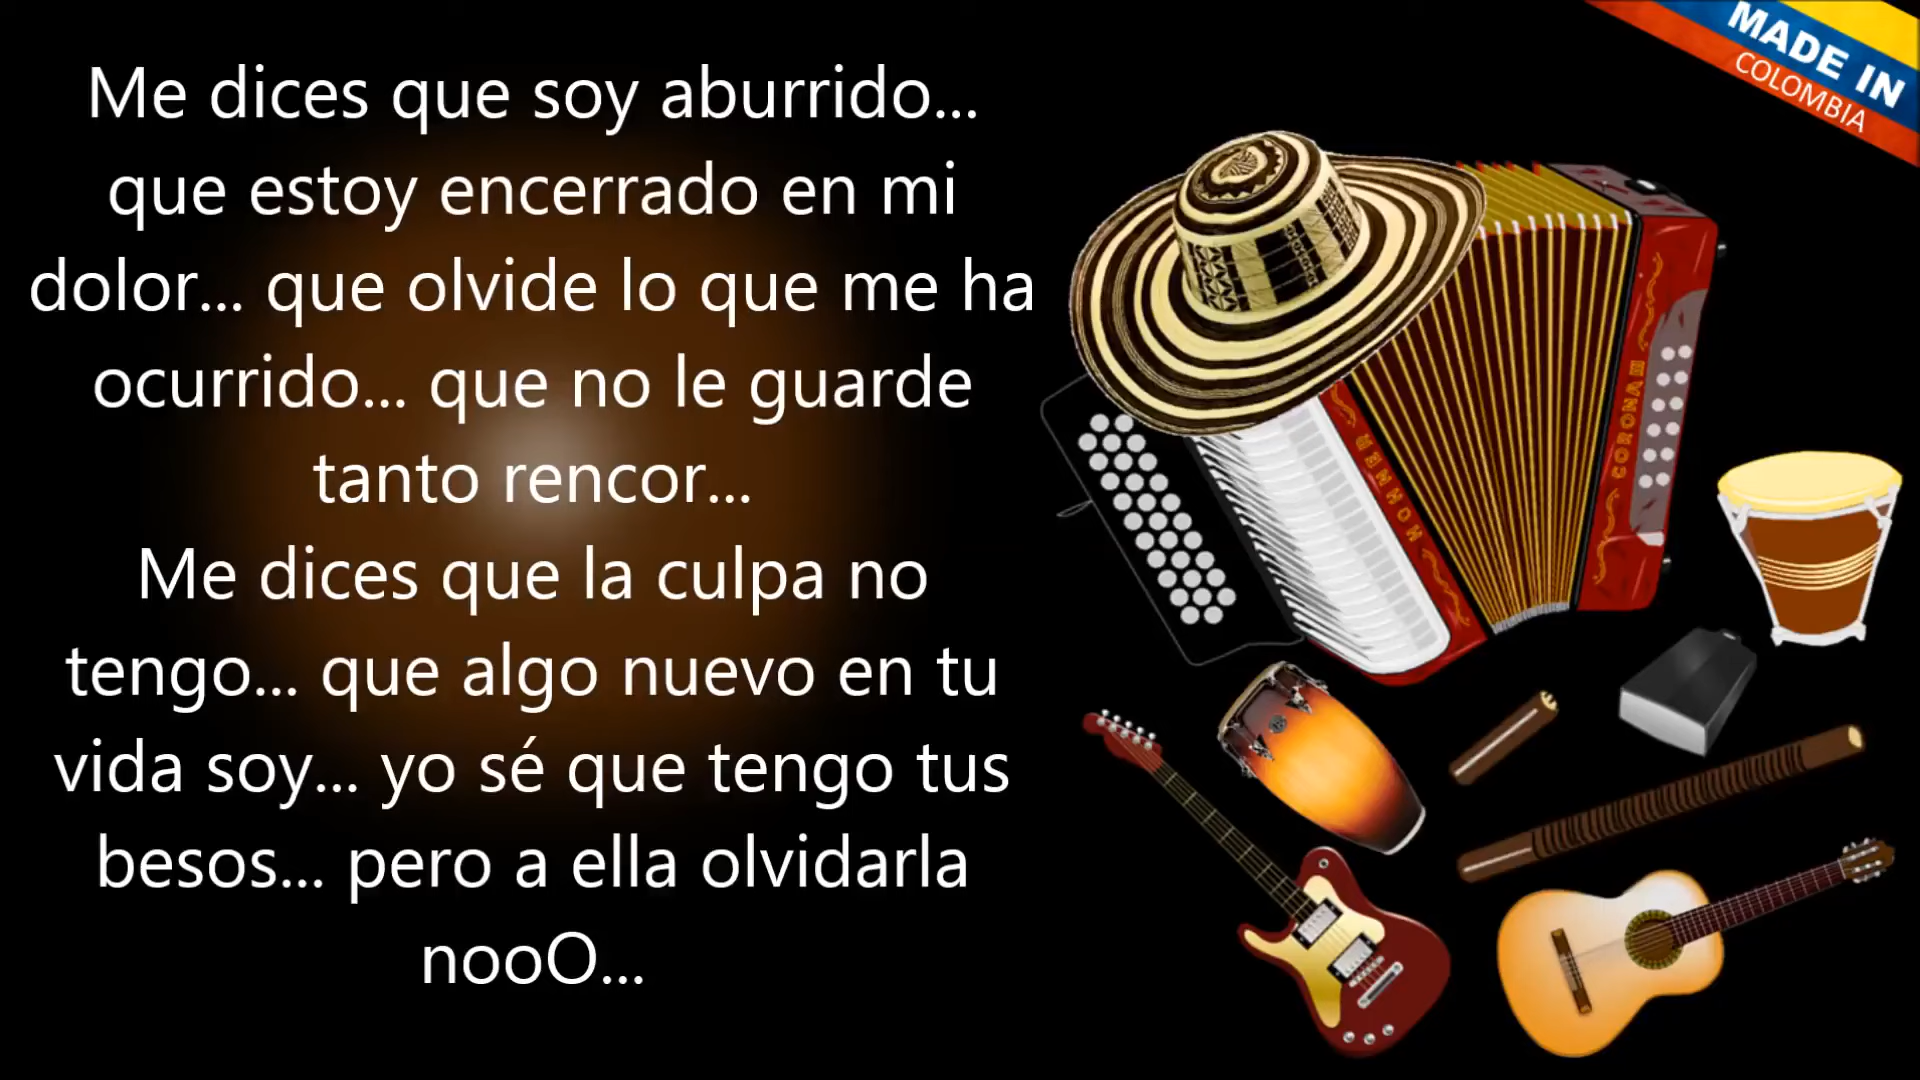 Me dices que soy aburrido...
que estoy encerrado en mi
dolor... que olvide lo que me ha
ocurrido... que no le guarde
tanto rencor...
Me dices que la culpa no
tengo... que algo nuevo en tu
vida soy... yo sé que tengo tus
besos... pero a ella olvidarla
nooO...
MADE IN
COLOMBIA
HOHNER
CORONA III